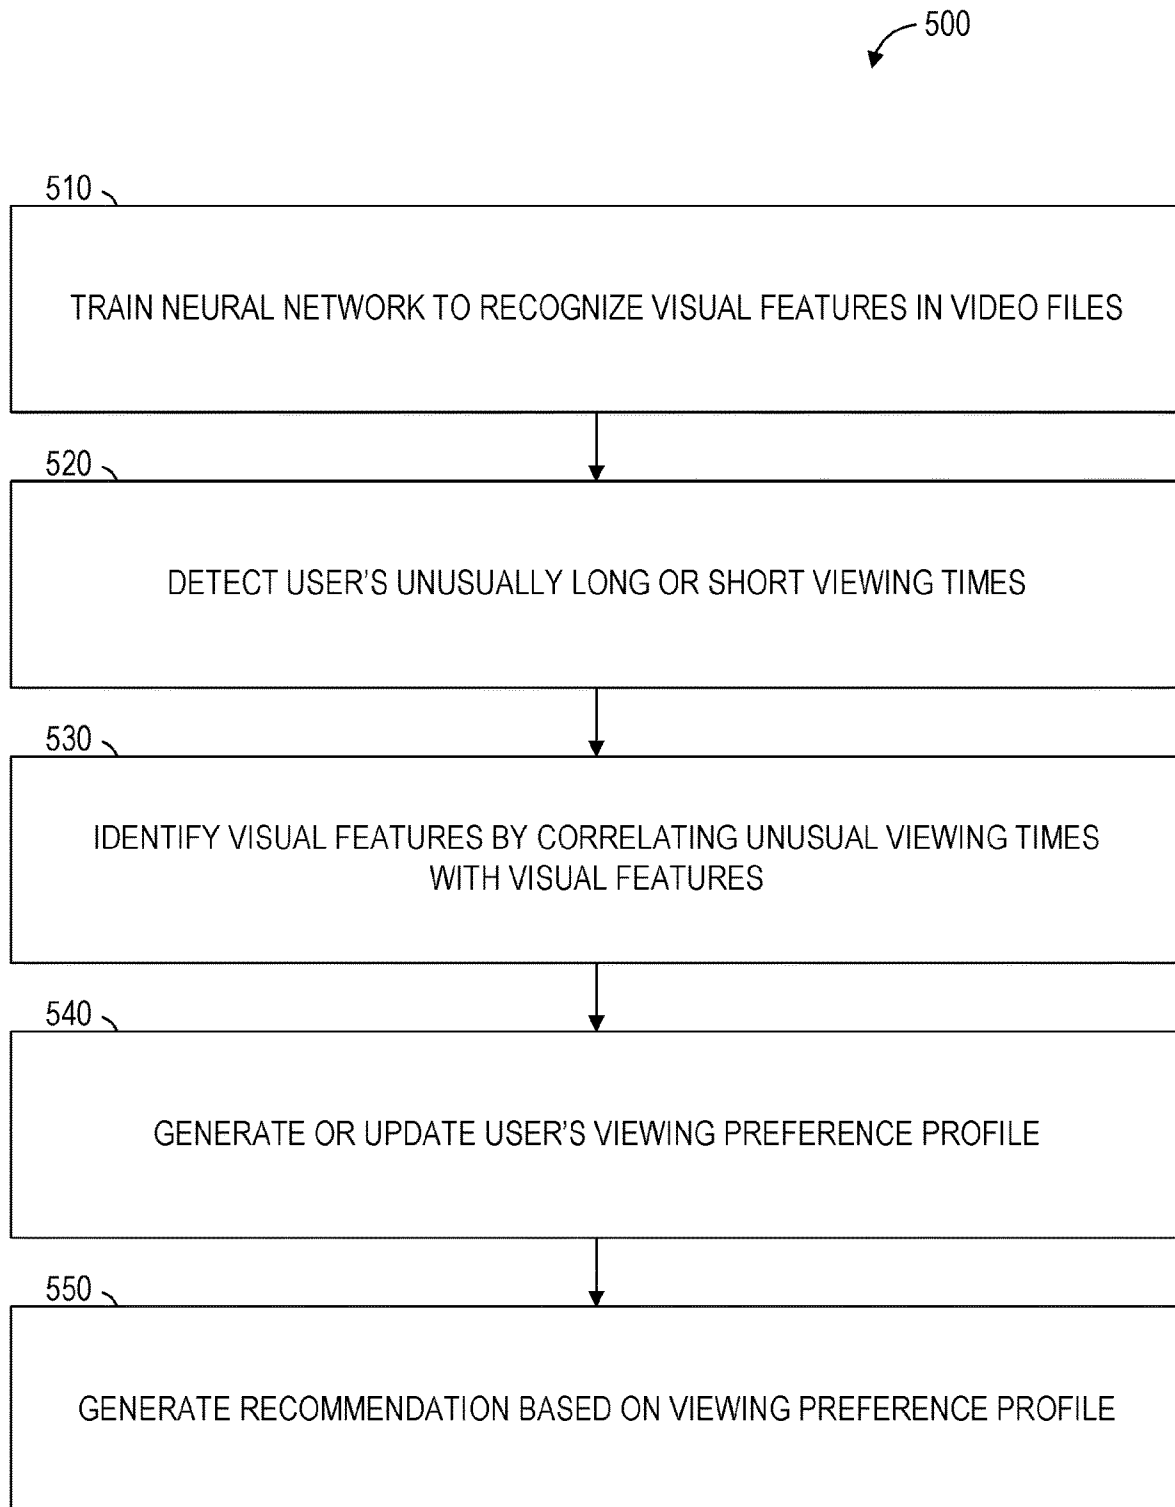 500
510
TRAIN NEURAL NETWORK TO RECOGNIZE VISUAL FEATURES IN VIDEO FILES
520
DETECT USER'S UNUSUALLY LONG OR SHORT VIEWING TIMES
530
IDENTIFY VISUAL FEATURES BY CORRELATING UNUSUAL VIEWING TIMES
WITH VISUAL FEATURES
540
GENERATE OR UPDATE USER'S VIEWING PREFERENCE PROFILE
550
GENERATE RECOMMENDATION BASED ON VIEWING PREFERENCE PROFILE